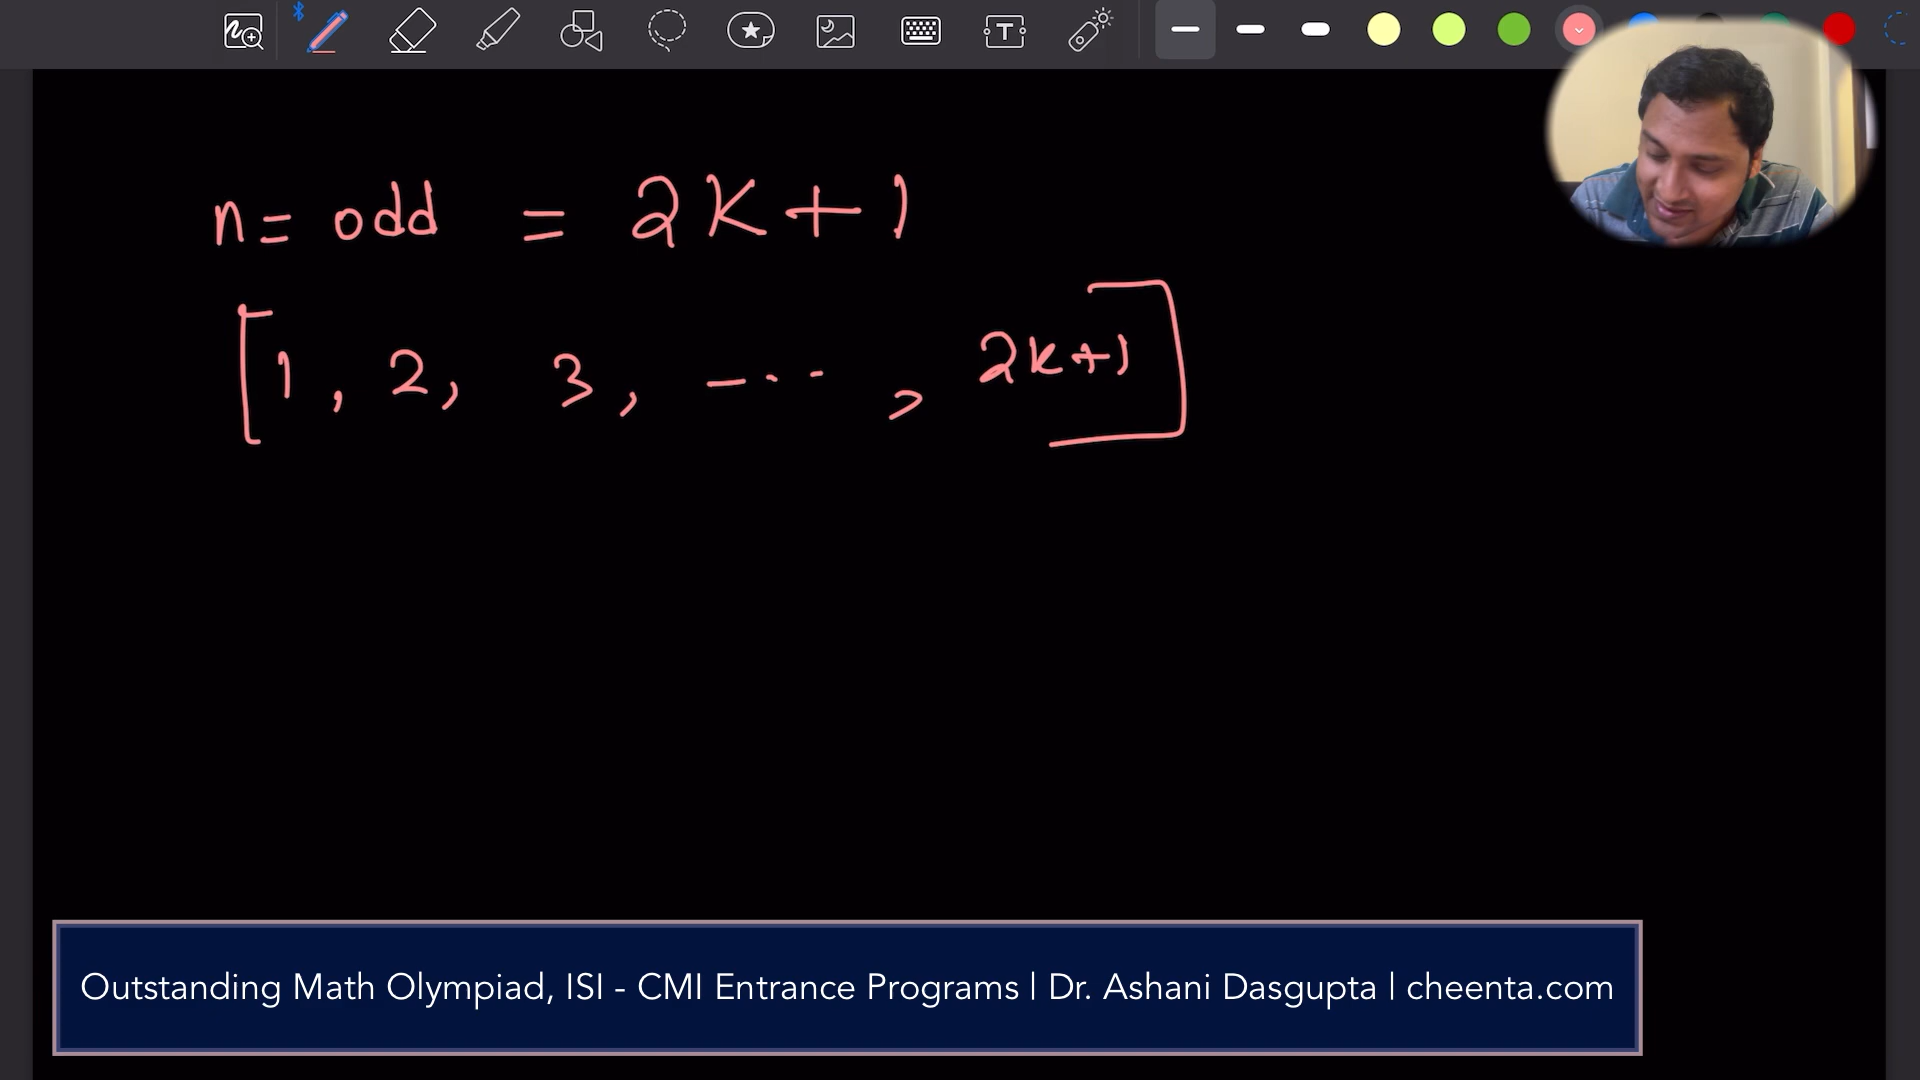 n = odd = 2K+1
[1, 2, 3, ---- , 2k+1]
Outstanding Math Olympiad, ISI - CMI Entrance Programs | Dr. Ashani Dasgupta | cheenta.com